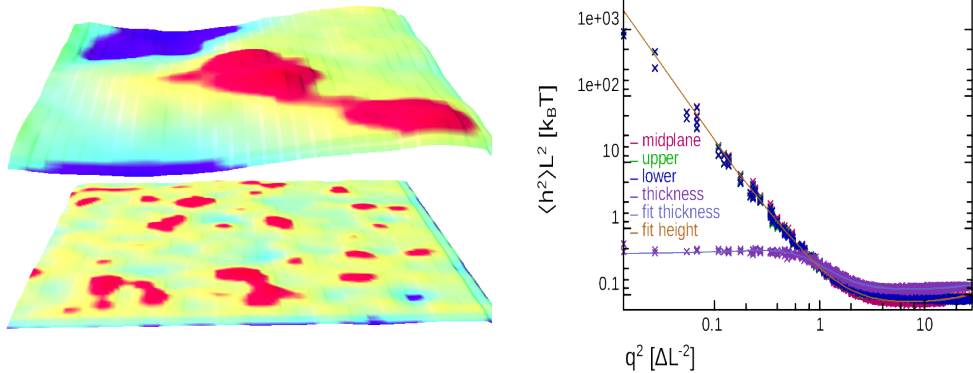 1e+03
1e+02
10
1
0.1
⟨h²⟩L² [k_BT]
– midplane
– upper
– lower
– thickness
– fit thickness
– fit height
0.1 1 10
q² [ΔL⁻²]